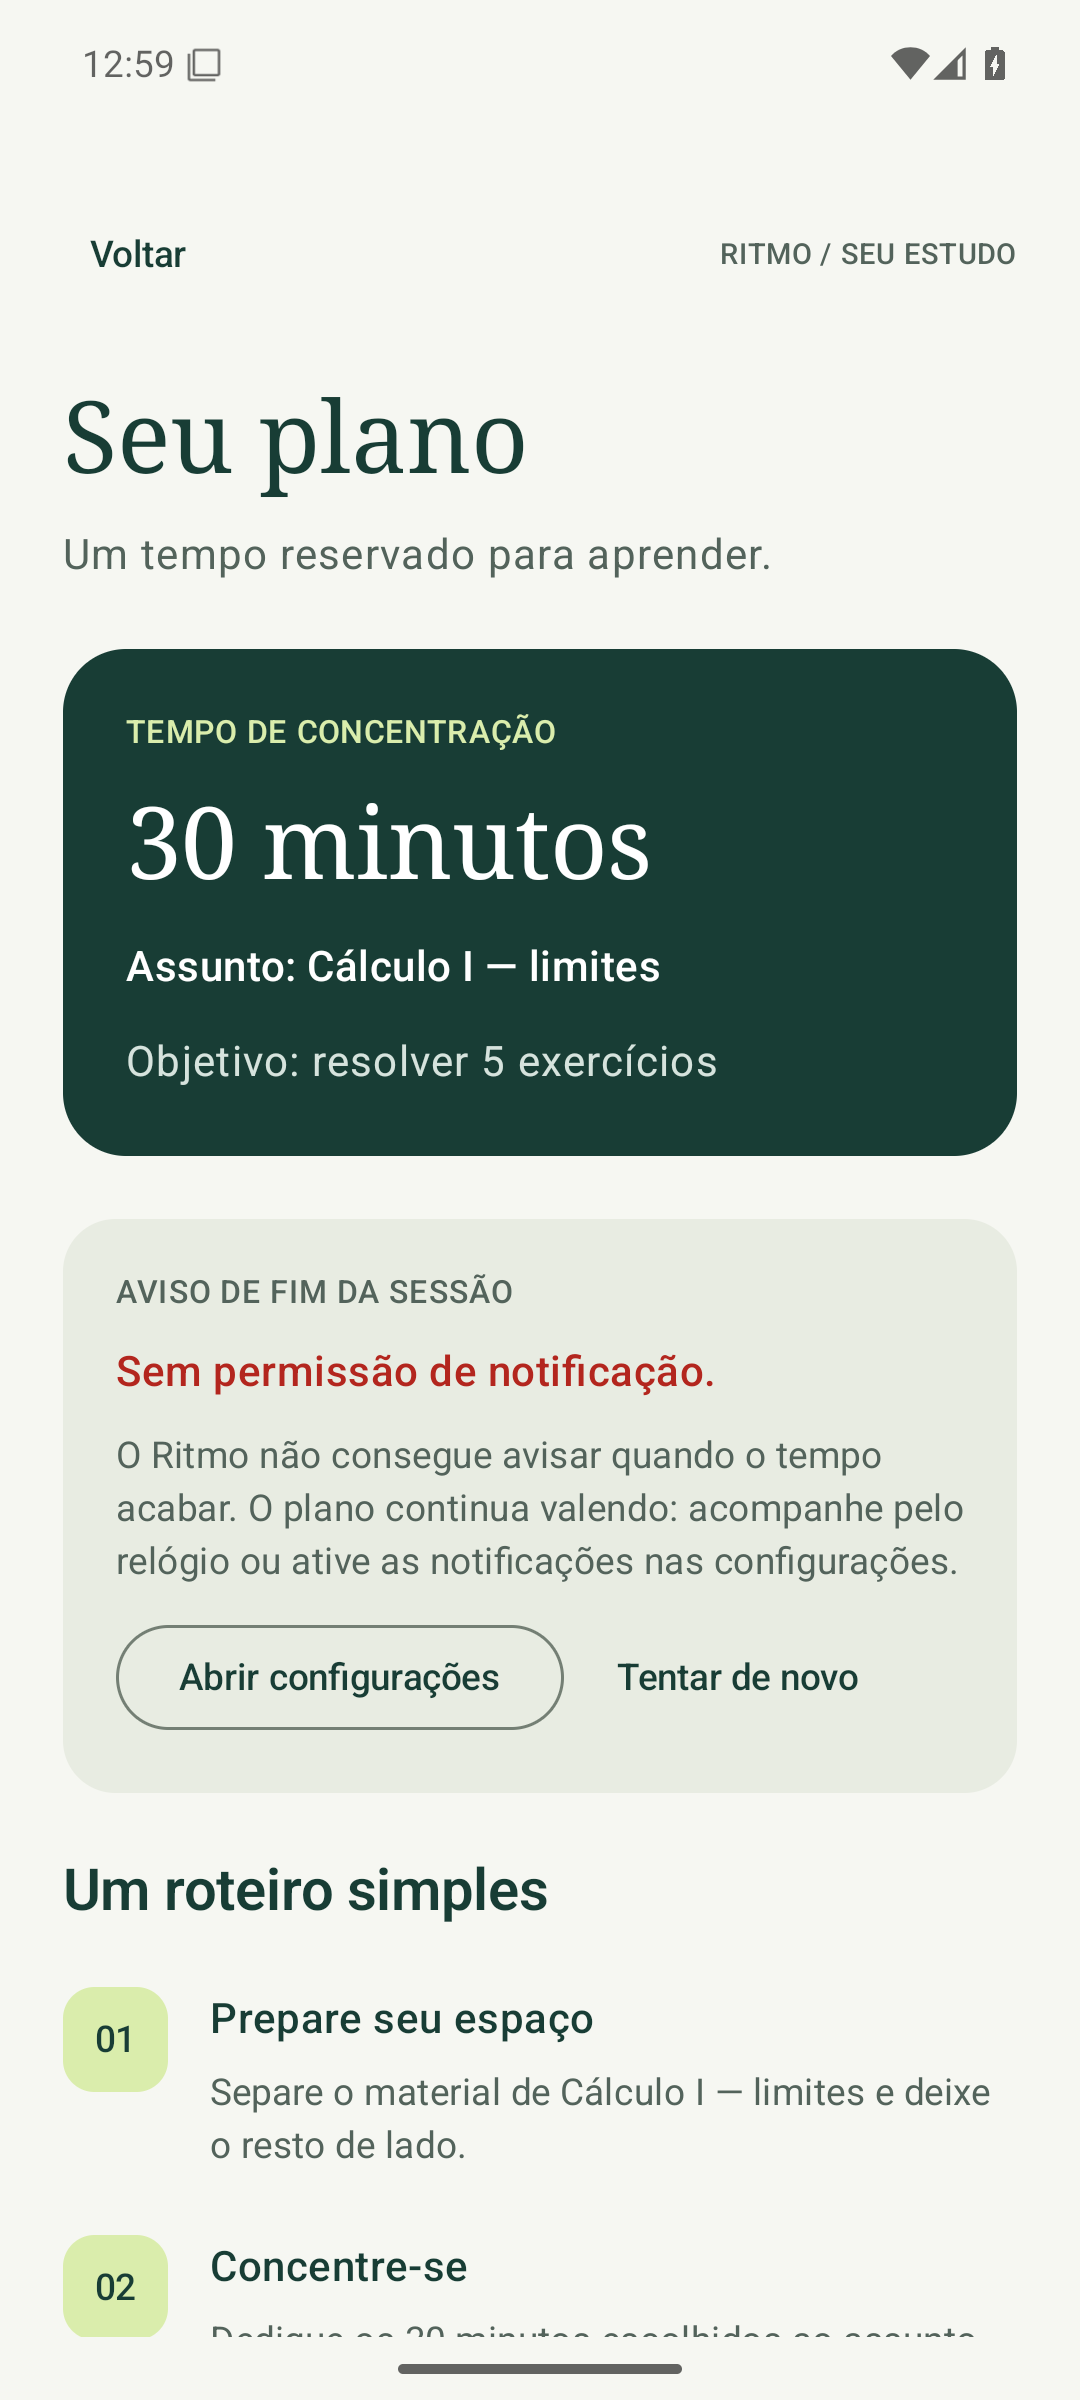 12:59
Voltar
RITMO / SEU ESTUDO
Seu plano
Um tempo reservado para aprender.
TEMPO DE CONCENTRAÇÃO
30 minutos
Assunto: Cálculo I — limites
Objetivo: resolver 5 exercícios
AVISO DE FIM DA SESSÃO
Sem permissão de notificação.
O Ritmo não consegue avisar quando o tempo
acabar. O plano continua valendo: acompanhe pelo
relógio ou ative as notificações nas configurações.
Abrir configurações
Tentar de novo
Um roteiro simples
01
Prepare seu espaço
Separe o material de Cálculo I — limites e deixe
o resto de lado.
02
Concentre-se